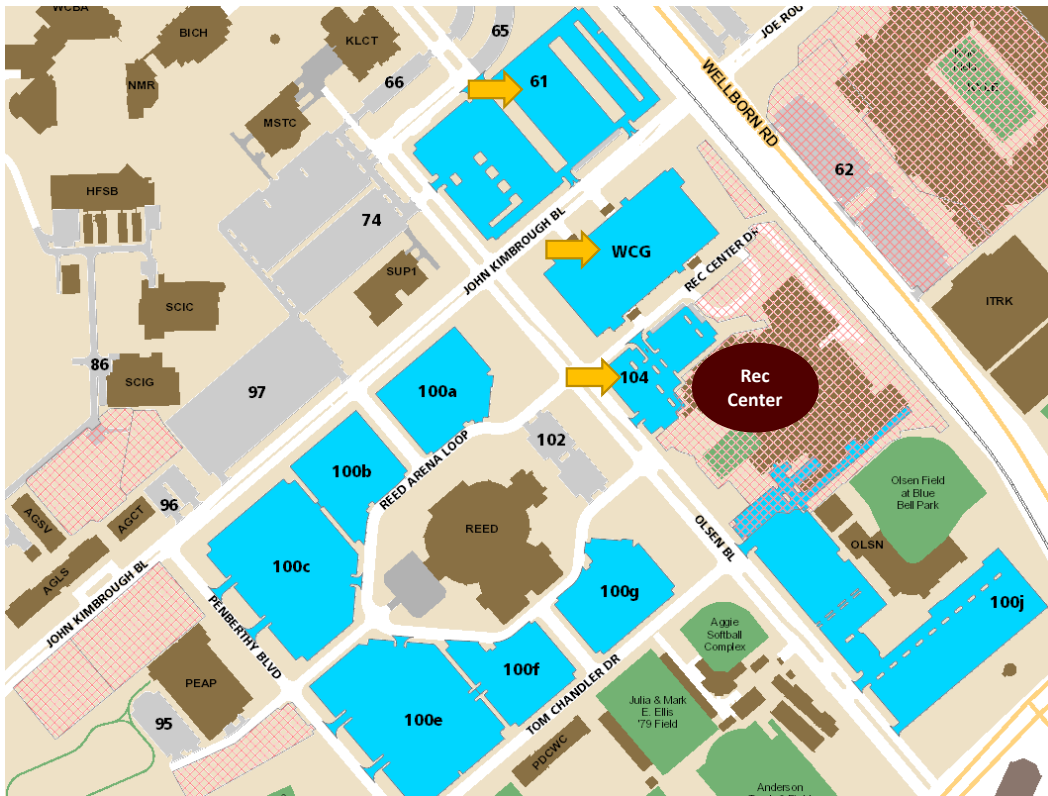 WCBA
BICH
KLCT
65
JOE ROU
WELLBORN RD
NMR
66
61
MSTC
62
HFSB
74
JOHN KIMBROUGH BL
WCG
REC CENTER DR
SUP1
ITRK
SCIC
86
SCIG
97
100a
104
Rec
Center
102
REED ARENA LOOP
100b
96
AGSV
AGCT
REED
Olsen Field
at Blue
Bell Park
OLSEN BL
OLSN
AGLS
100c
100g
100j
JOHN KIMBROUGH BL
PENBERTHY BLVD
Aggie
Softball
Complex
100f
PEAP
TOM CHANDLER DR
Julia & Mark
E. Ellis
'79 Field
95
100e
PDCWC
Anderson